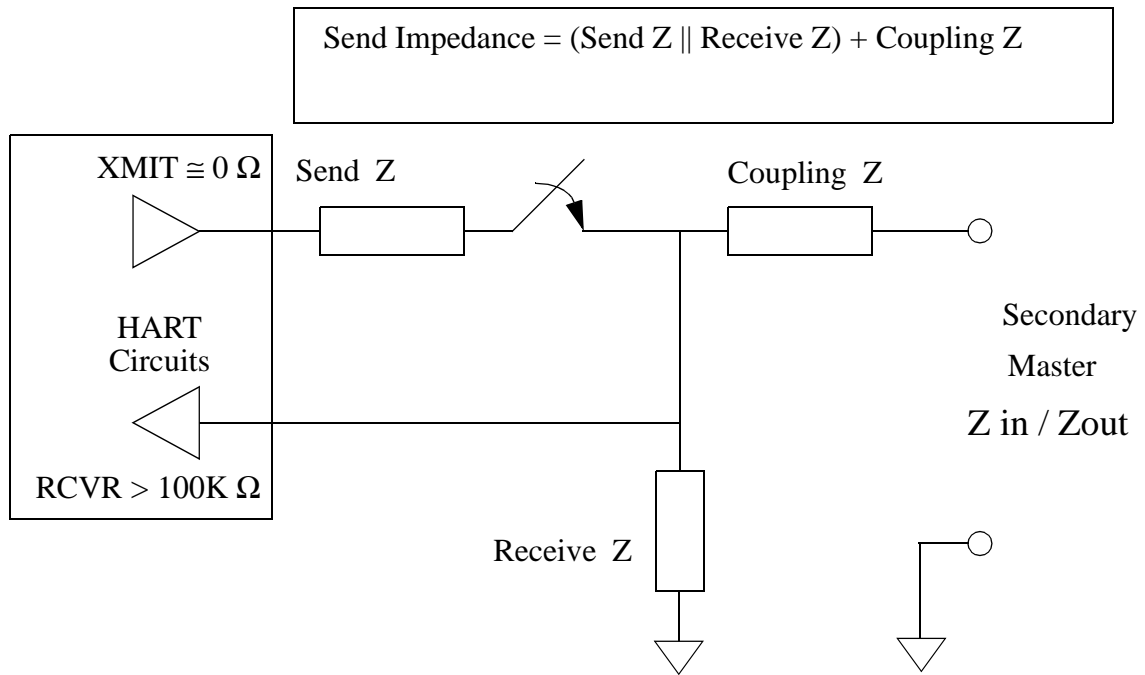 Send Impedance = (Send Z || Receive Z) + Coupling Z
XMIT ≅ 0 Ω
Send Z
Coupling Z
HART
Circuits
Secondary
Master
Z in / Zout
RCVR > 100K Ω
Receive Z